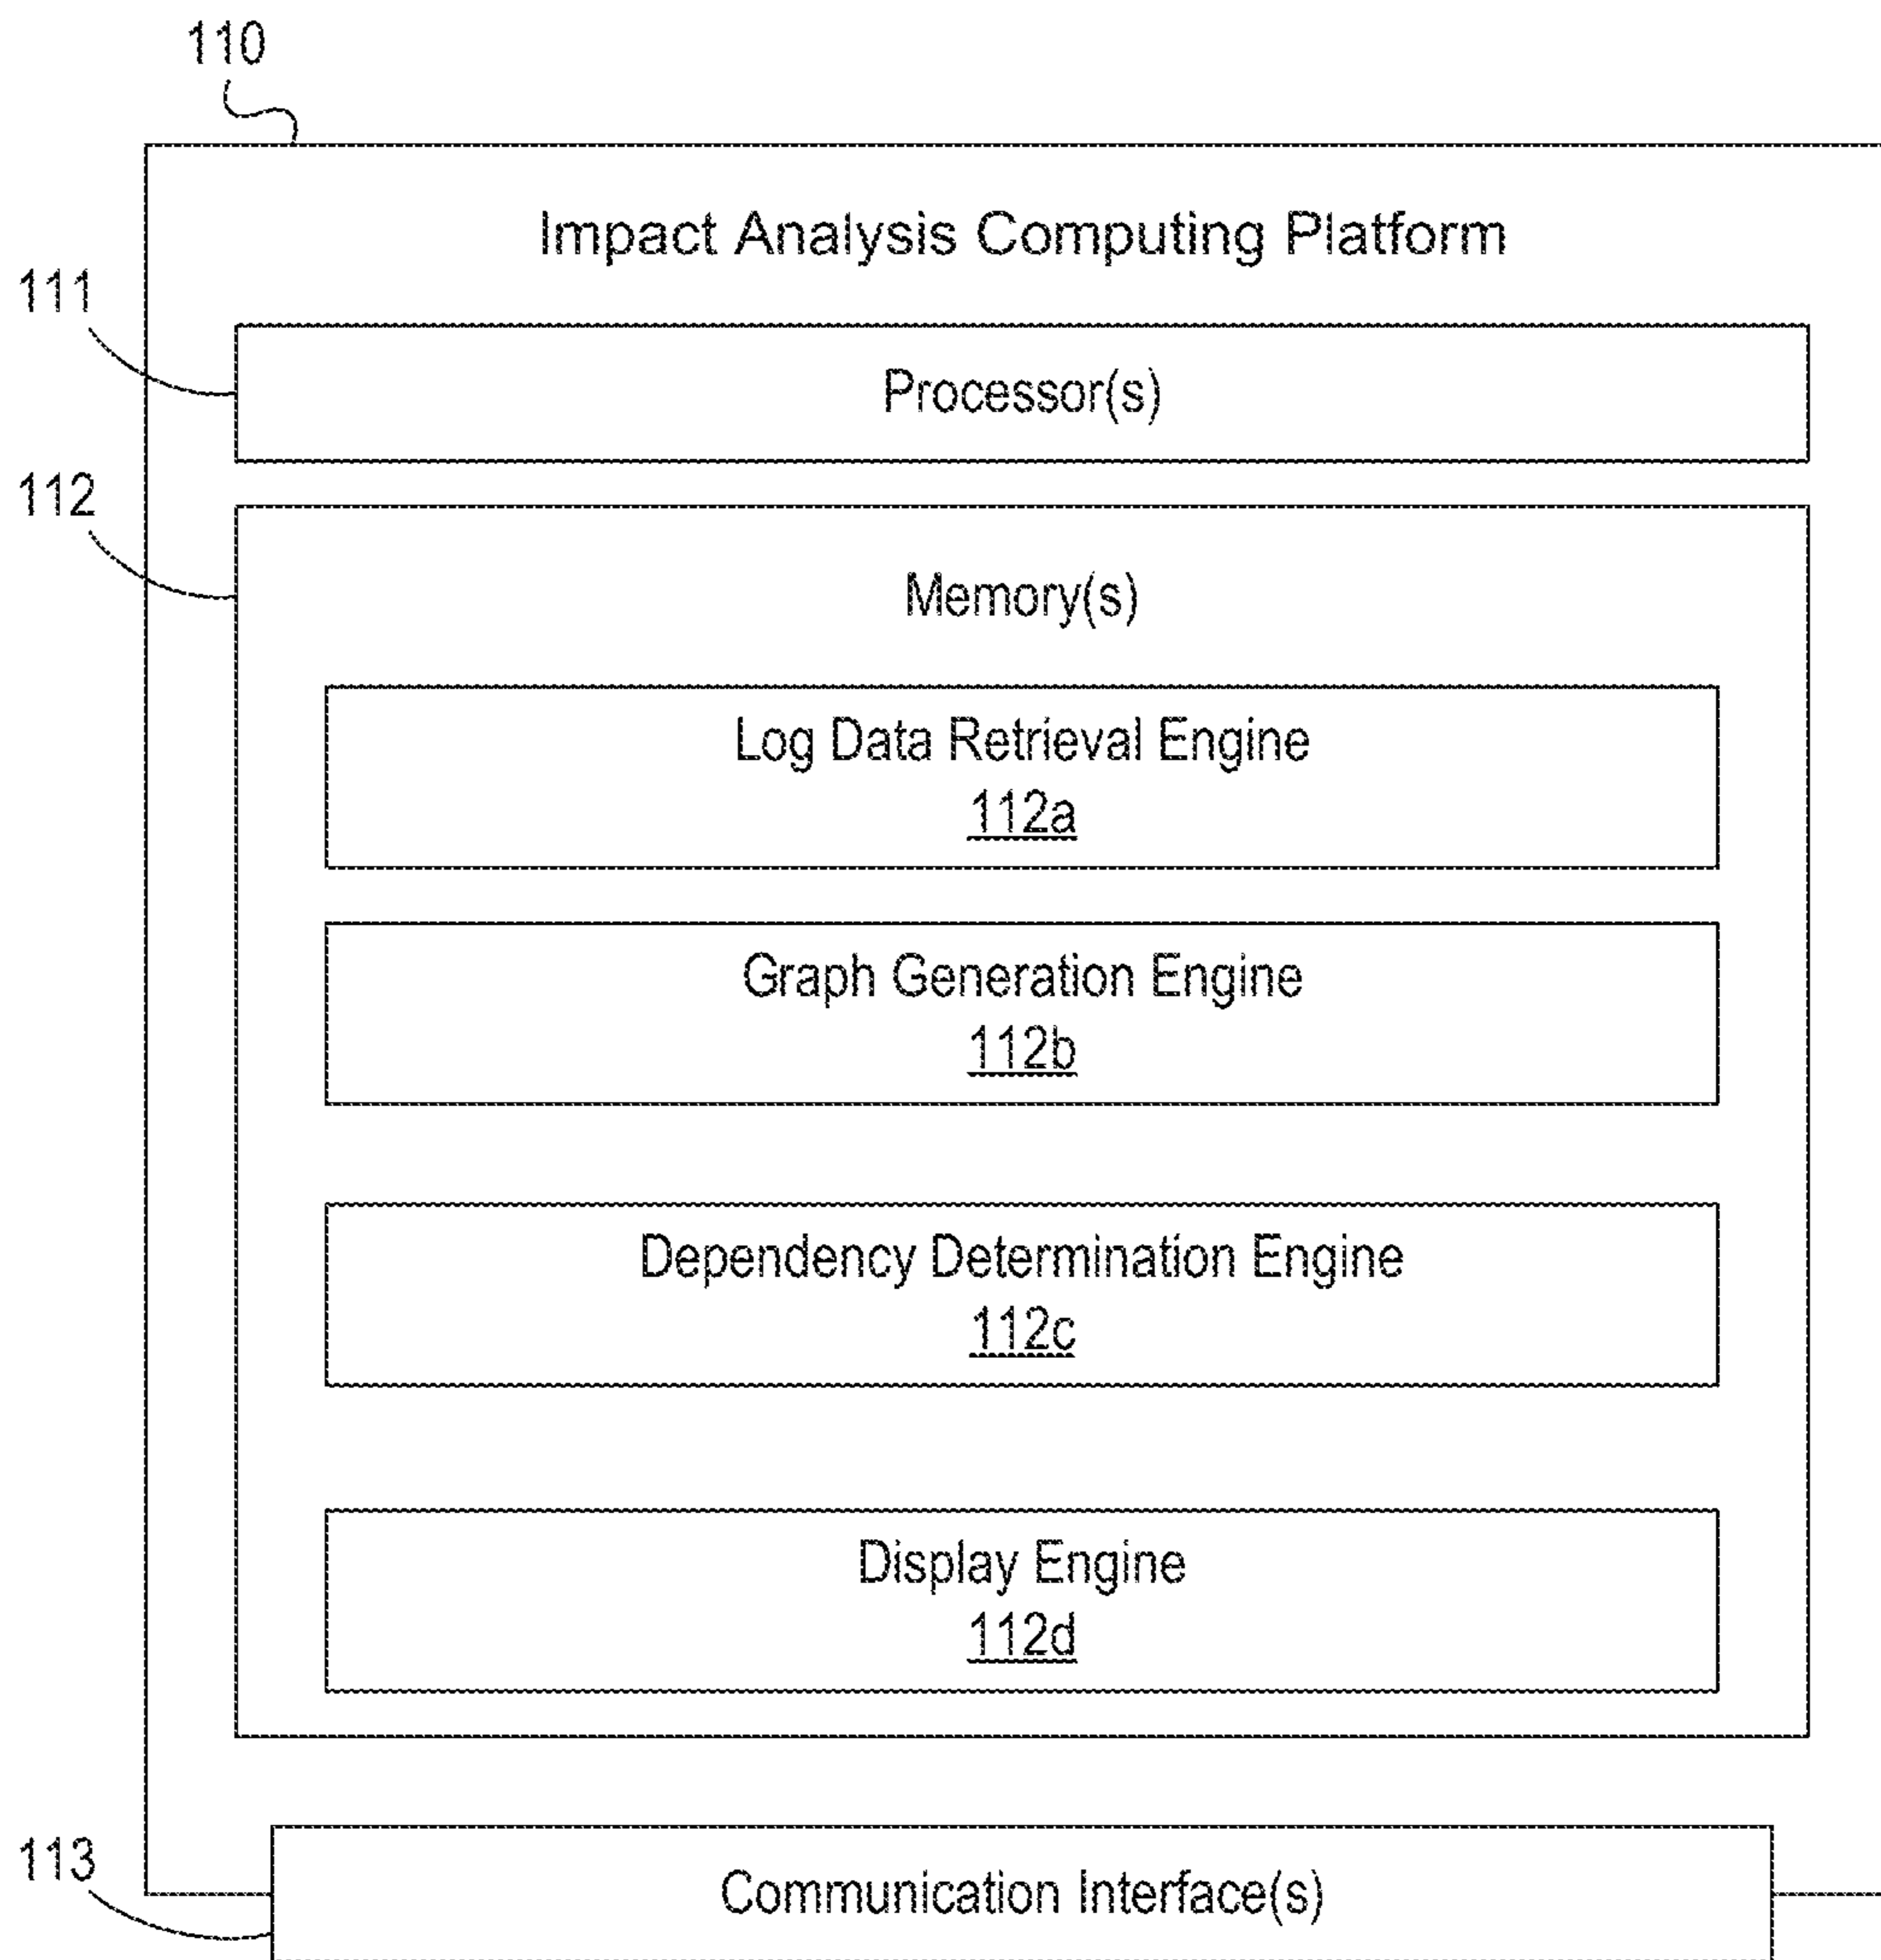 110
Impact Analysis Computing Platform
111
Processor(s)
112
Memory(s)
Log Data Retrieval Engine
112a
Graph Generation Engine
112b
Dependency Determination Engine
112c
Display Engine
112d
113
Communication Interface(s)